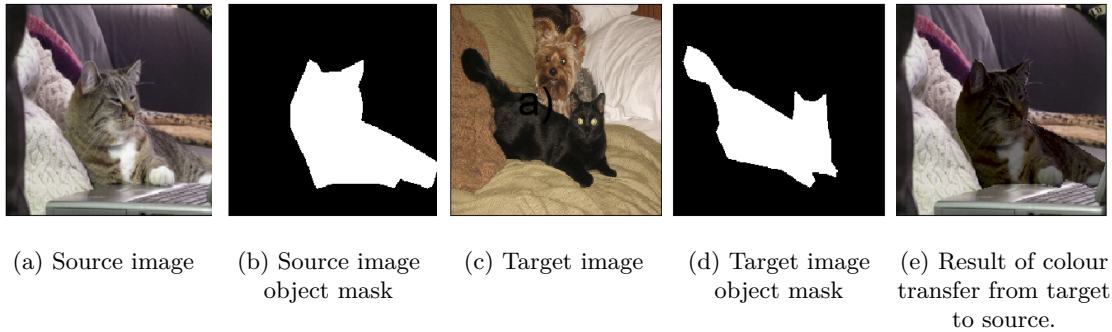 a)
(a) Source image
(b) Source image
object mask
(c) Target image
(d) Target image
object mask
(e) Result of colour
transfer from target
to source.